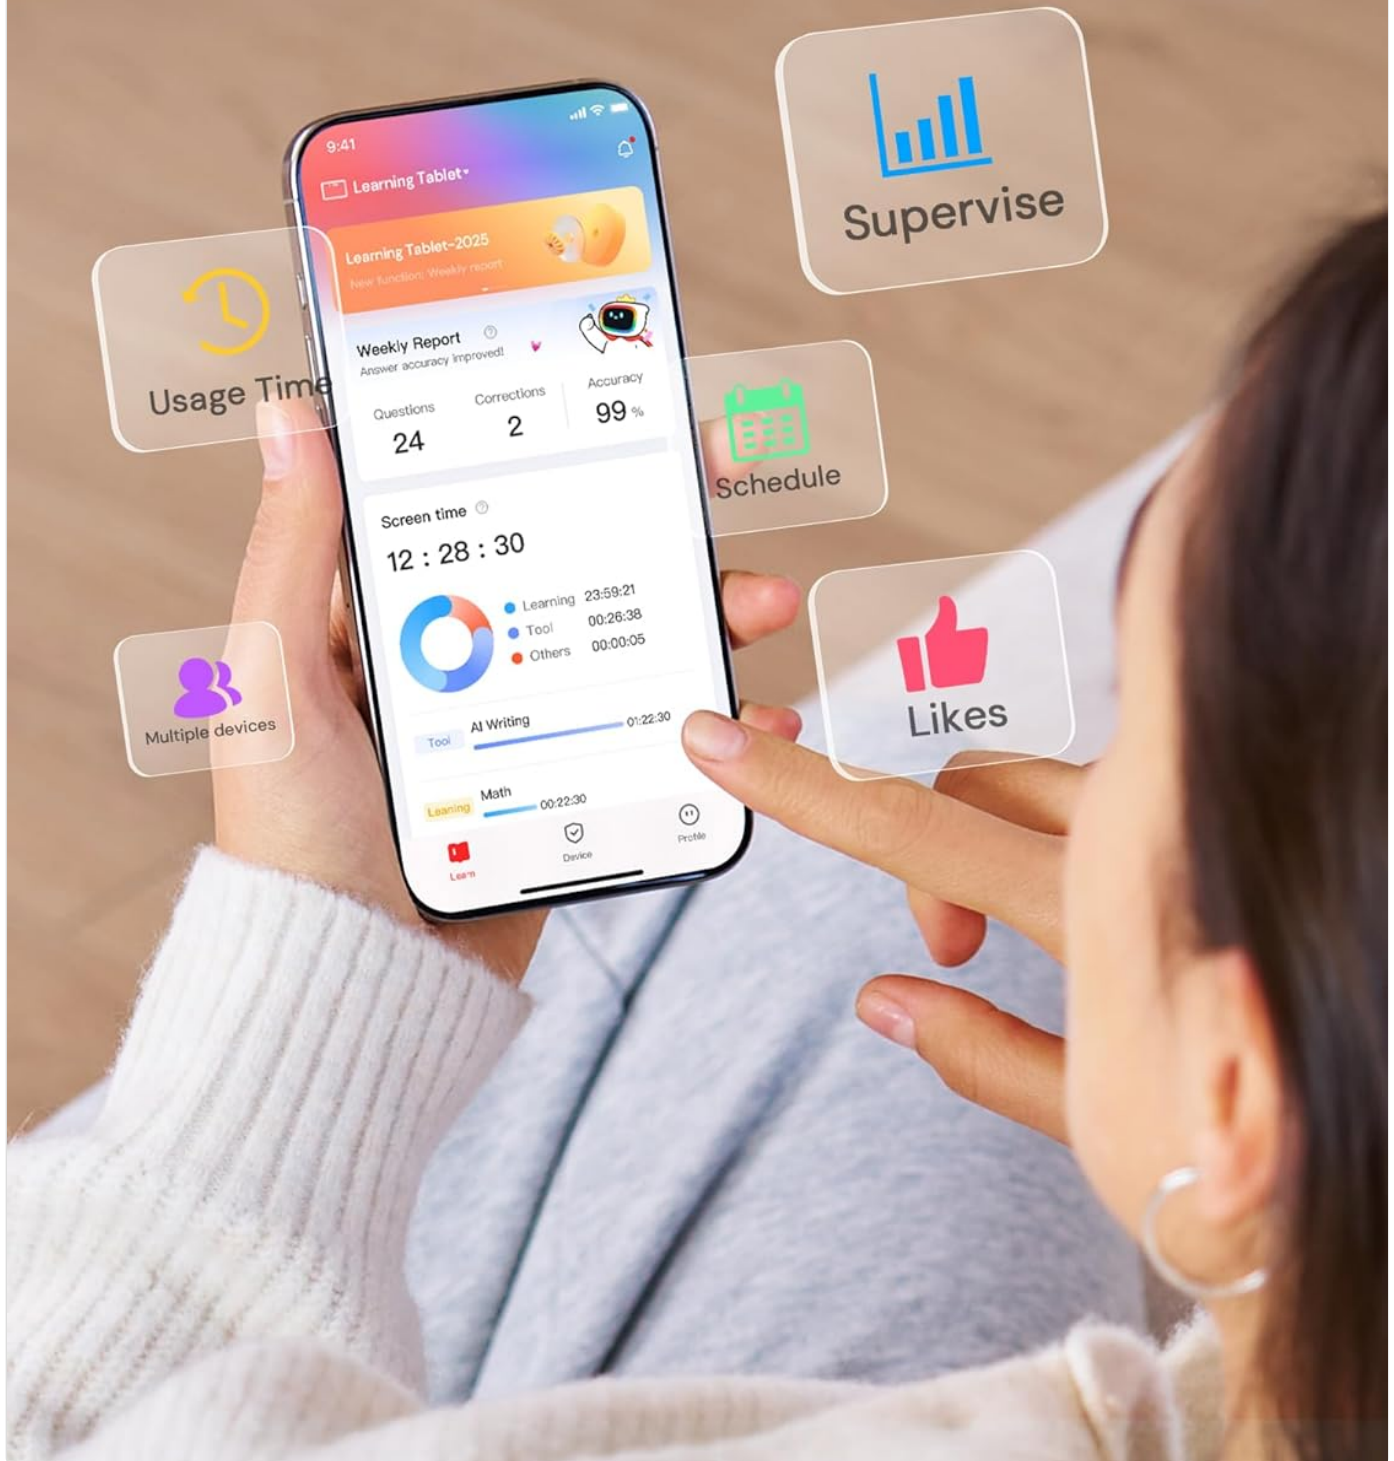 9:41
Learning Tablet
Learning Tablet-2025
New function: Weekly report
Weekly Report
Answer accuracy improved!
Questions
24
Corrections
2
Accuracy
99 %
Screen time
12 : 28 : 30
Learning 23:59:21
Tool 00:26:38
Others 00:00:05
Tool
AI Writing
01:22:30
Leaning
Math
00:22:30
Learn
Device
Profile
Usage Time
Multiple devices
Supervise
Schedule
Likes